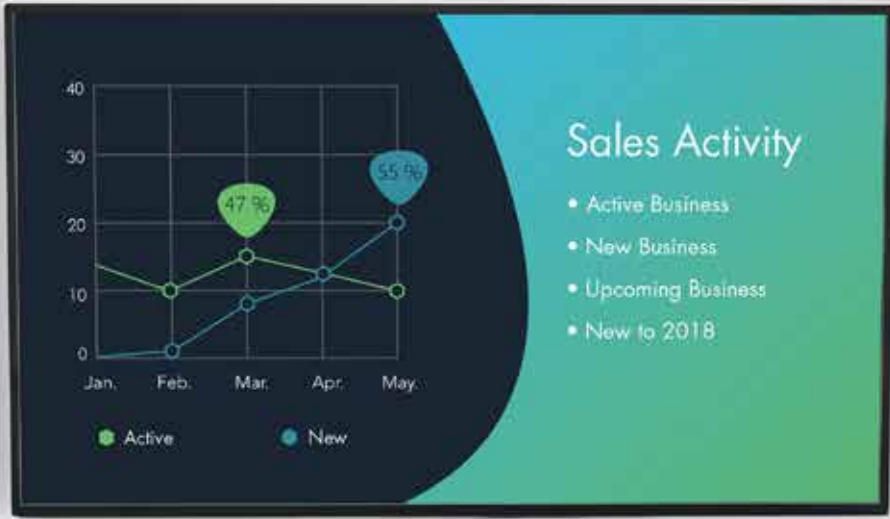 40
30
20
10
0
47 %
55 %
Jan. Feb. Mar. Apr. May.
Active New
Sales Activity
• Active Business
• New Business
• Upcoming Business
• New to 2018